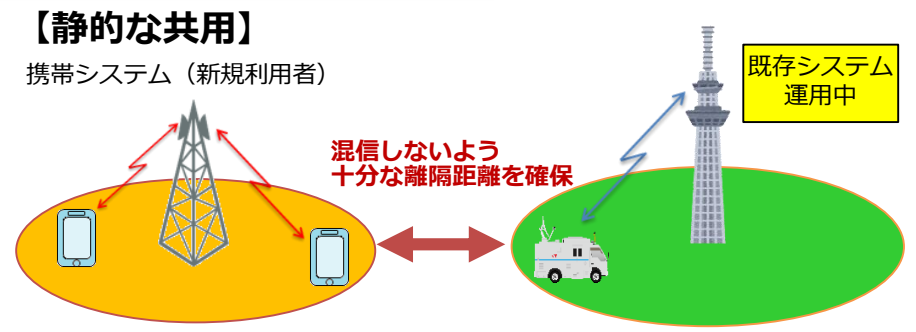 【静的な共用】
携帯システム（新規利用者）
既存システム
運用中
混信しないよう
十分な離隔距離を確保